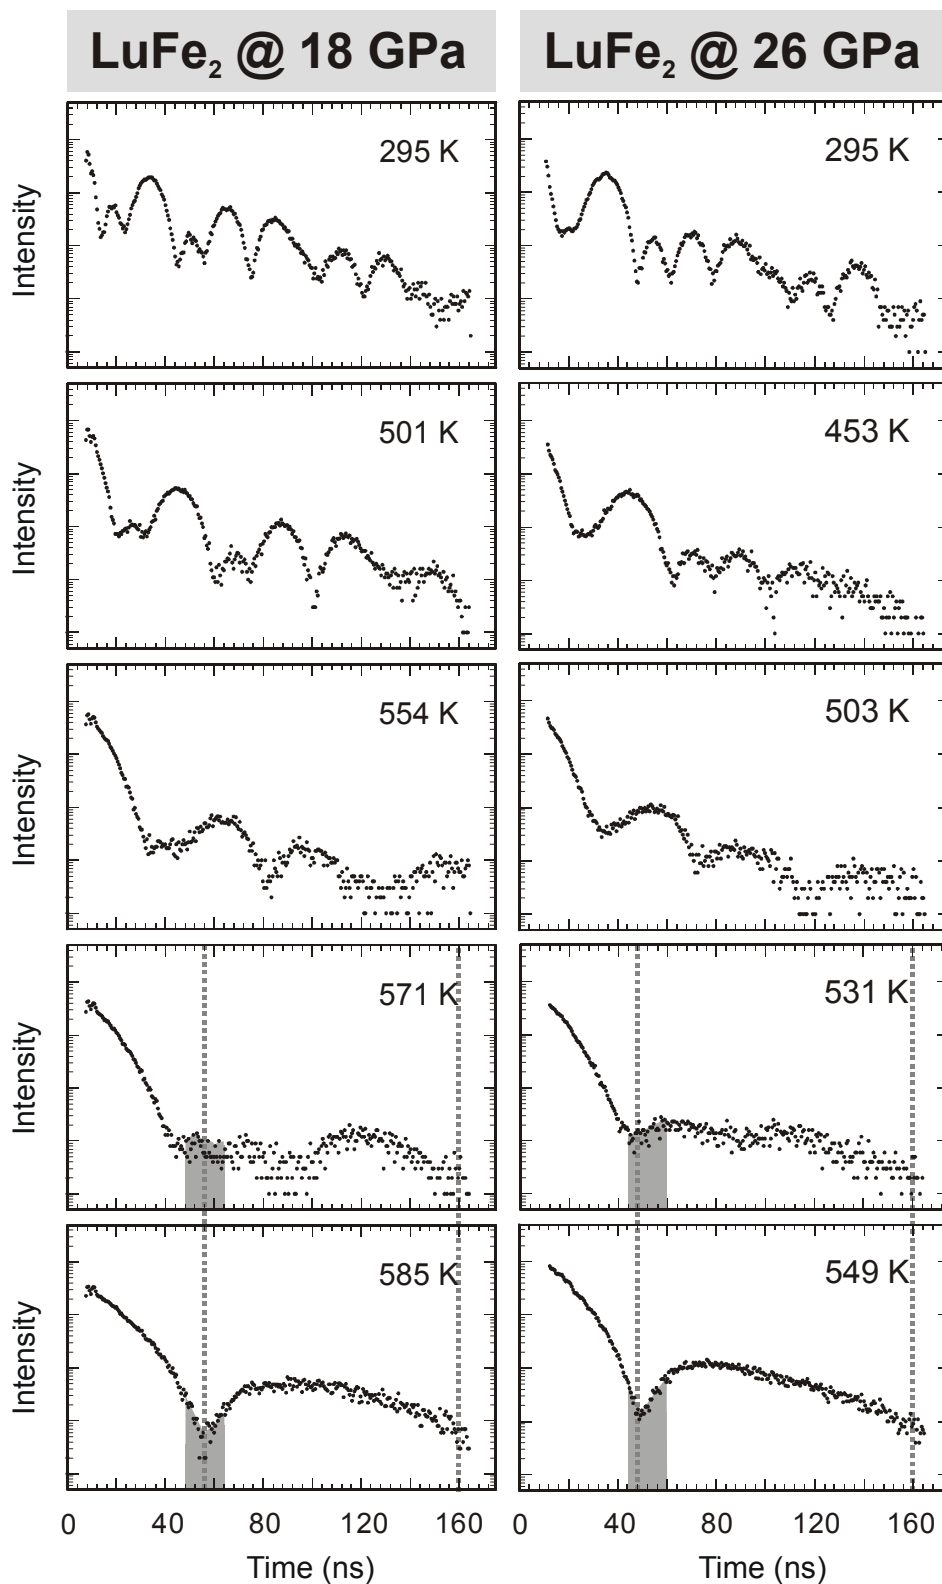 LuFe₂ @ 18 GPa
LuFe₂ @ 26 GPa
Intensity
295 K
295 K
Intensity
501 K
453 K
Intensity
554 K
503 K
Intensity
571 K
531 K
Intensity
585 K
549 K
0 40 80 120 160
0 40 80 120 160
Time (ns)
Time (ns)